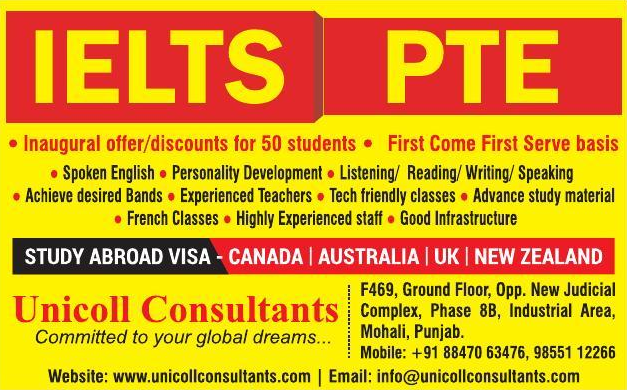 IELTS PTE
• Inaugural offer/discounts for 50 students • First Come First Serve basis
• Spoken English • Personality Development • Listening/ Reading/ Writing/ Speaking
• Achieve desired Bands • Experienced Teachers • Tech friendly classes • Advance study material
• French Classes • Highly Experienced staff • Good Infrastructure
STUDY ABROAD VISA - CANADA | AUSTRALIA | UK | NEW ZEALAND
Unicoll Consultants
Committed to your global dreams...
F469, Ground Floor, Opp. New Judicial
Complex, Phase 8B, Industrial Area,
Mohali, Punjab.
Mobile: +91 88470 63476, 98551 12266
Website: www.unicollconsultants.com | Email: info@unicollconsultants.com